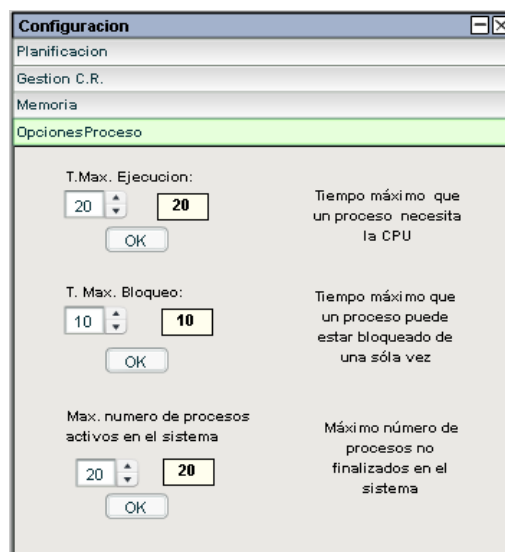 Configuracion
Planificacion
Gestion C.R.
Memoria
OpcionesProceso
T.Max. Ejecucion:
20 20
OK
Tiempo máximo que
un proceso necesita
la CPU
T. Max. Bloqueo:
10 10
OK
Tiempo máximo que
un proceso puede
estar bloqueado de
una sóla vez
Max. numero de procesos
activos en el sistema
20 20
OK
Máximo número de
procesos no
finalizados en el
sistema